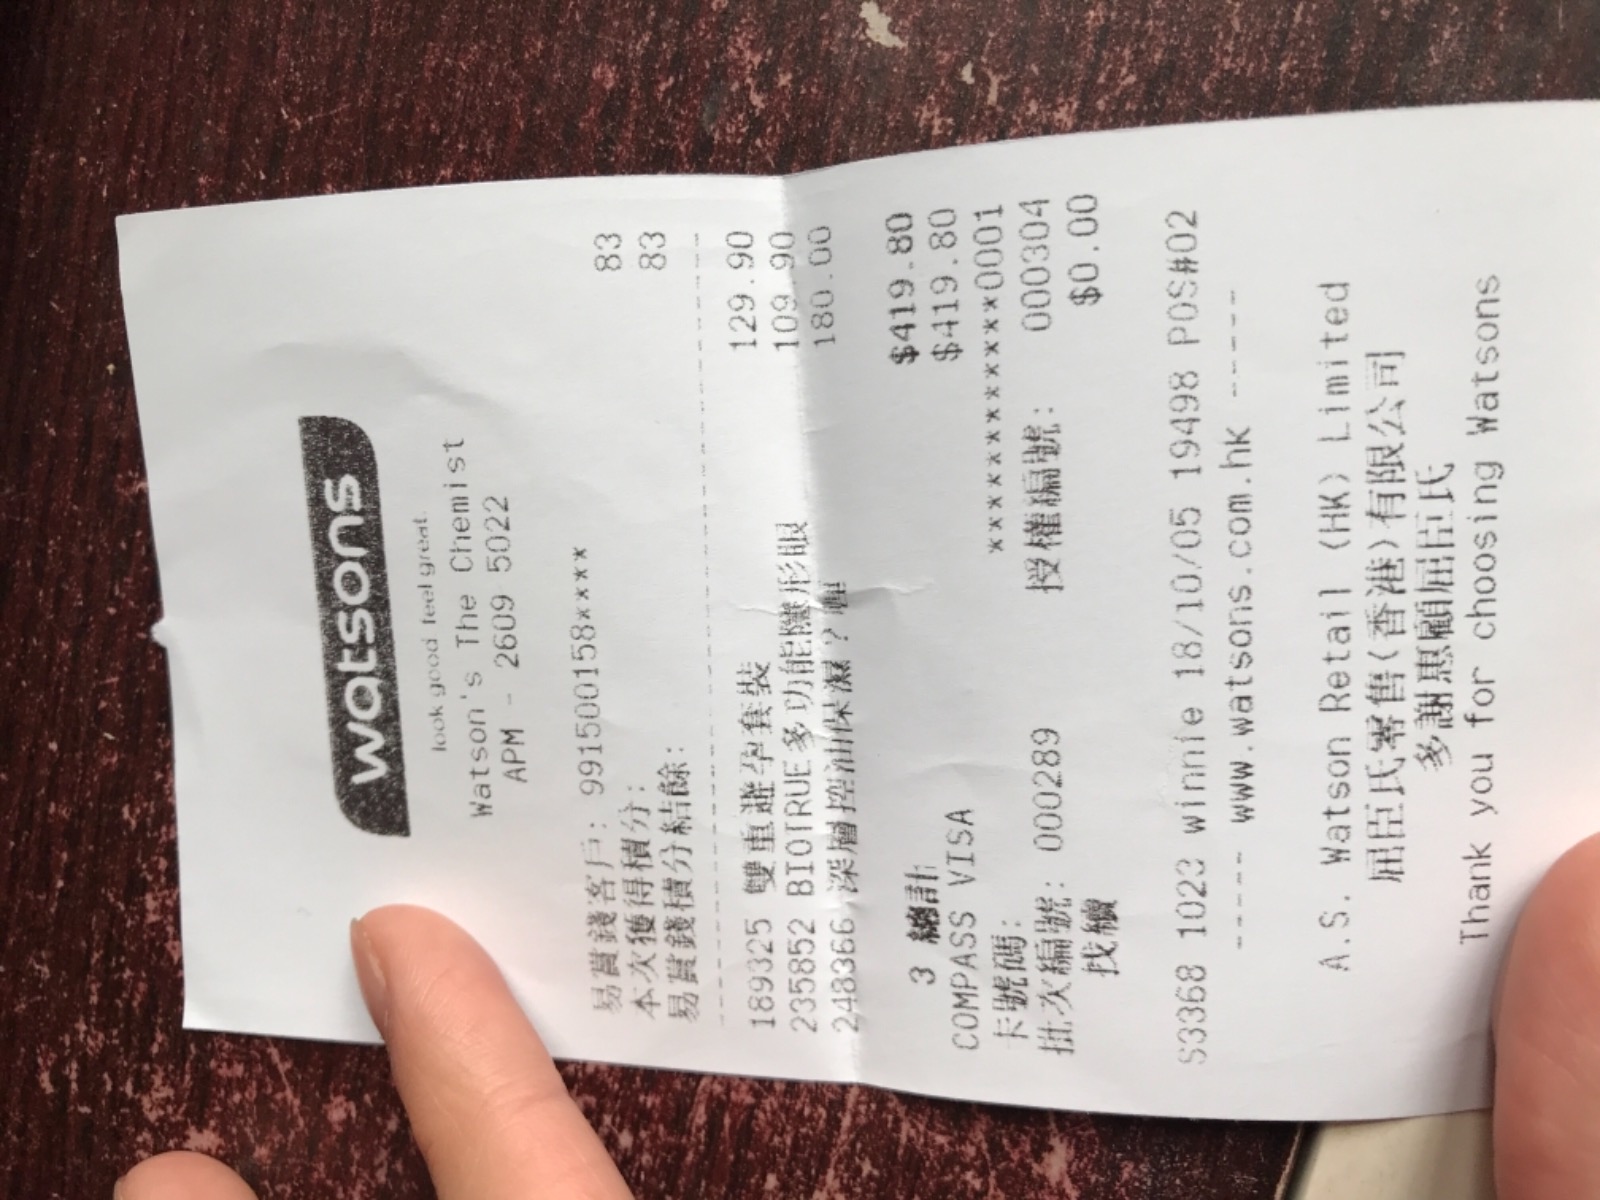 watsons
look good. feel great.
Watson's The Chemist
APM - 2609 5022
易賞錢客戶: 991500158****
本次獲得積分: 83
易賞錢積分結餘: 83
189325 雙重避孕套裝 129.90
235852 BIOTRUE多功能隱形眼 109.90
248366 深層控油保濕?喱 180.00
3 總計 $419.80
COMPASS VISA $419.80
卡號碼: ************0001
批次編號: 000289 授權編號: 000304
找續 $0.00
S3368 1023 winnie 18/10/05 19498 POS#02
----- www.watsons.com.hk -----
A.S. Watson Retail (HK) Limited
屈臣氏零售(香港)有限公司
多謝惠顧屈臣氏
Thank you for choosing Watsons